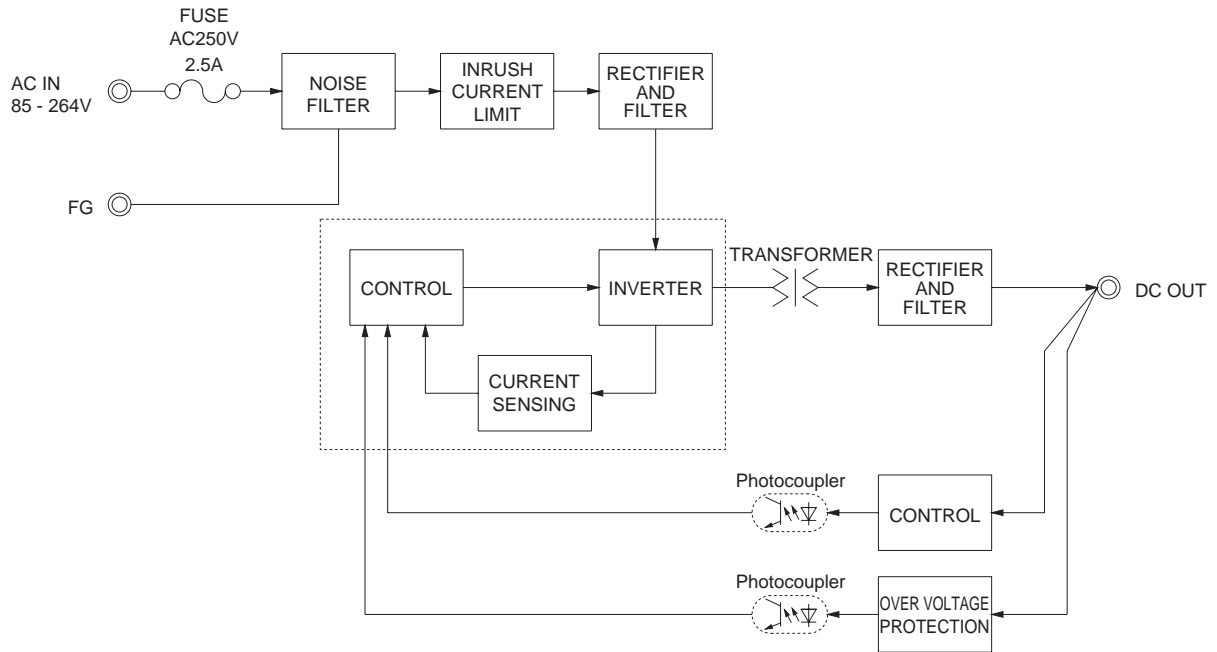 FUSE
AC250V
2.5A
AC IN
85 - 264V
NOISE
FILTER
INRUSH
CURRENT
LIMIT
RECTIFIER
AND
FILTER
FG
CONTROL
INVERTER
TRANSFORMER
RECTIFIER
AND
FILTER
DC OUT
CURRENT
SENSING
Photocoupler
CONTROL
Photocoupler
OVER VOLTAGE
PROTECTION